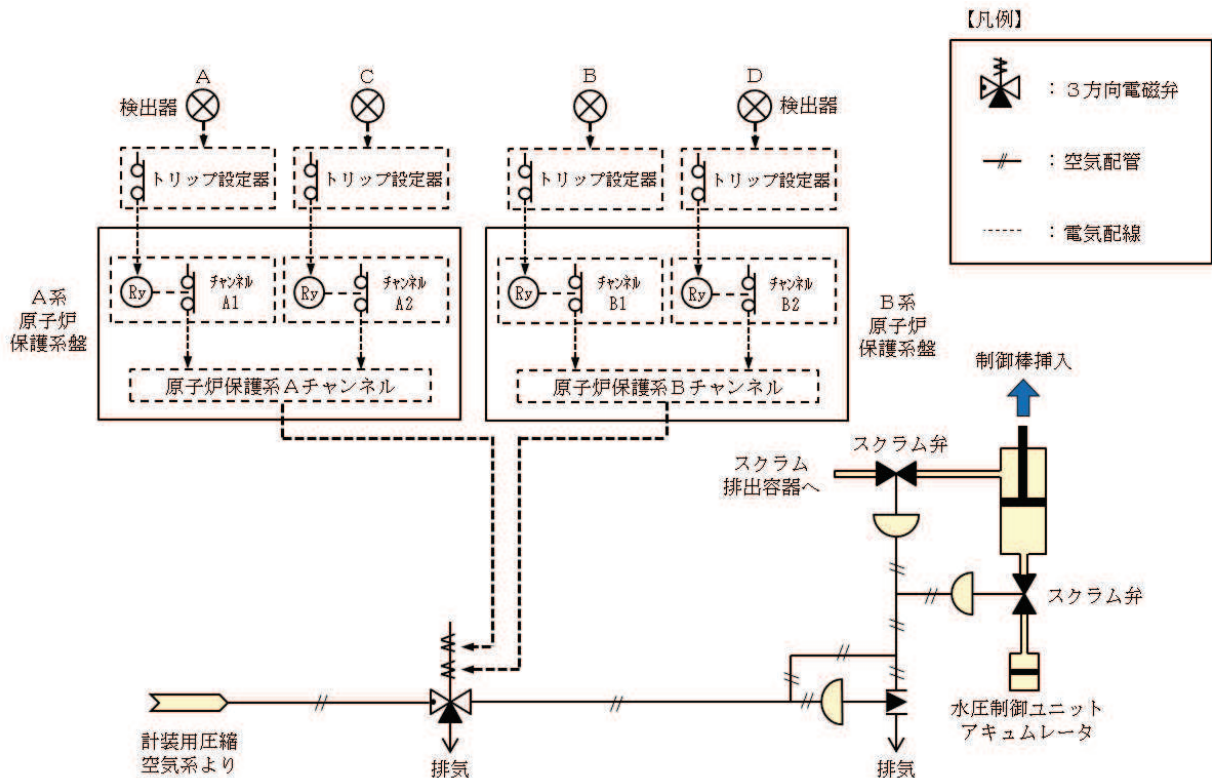 【凡例】
：３方向電磁弁
：空気配管
：電気配線
A
C
B
D
検出器
検出器
トリップ設定器
トリップ設定器
トリップ設定器
トリップ設定器
Ry
チャンネル
A1
Ry
チャンネル
A2
Ry
チャンネル
B1
Ry
チャンネル
B2
A系
原子炉
保護系盤
B系
原子炉
保護系盤
原子炉保護系Aチャンネル
原子炉保護系Bチャンネル
制御棒挿入
スクラム弁
スクラム
排出容器へ
スクラム弁
水圧制御ユニット
アキュムレータ
計装用圧縮
空気系より
排気
排気